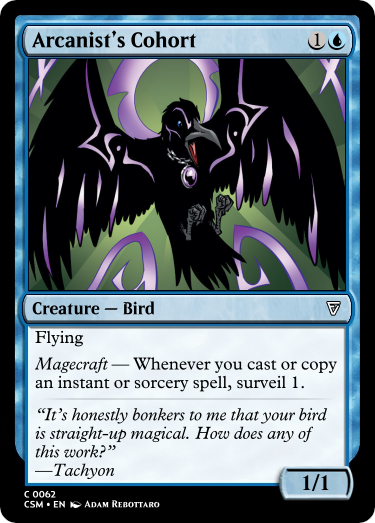 Arcanist's Cohort 1
Creature — Bird
Flying
Magecraft — Whenever you cast or copy
an instant or sorcery spell, surveil 1.
“It's honestly bonkers to me that your bird
is straight-up magical. How does any of
this work?”
—Tachyon
1/1
C 0062
CSM • EN Adam Rebottaro